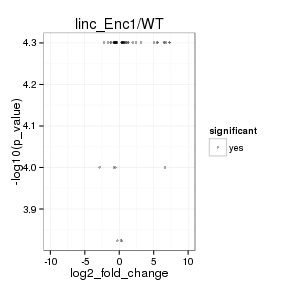 linc_Enc1/WT
4.3
4.2
4.1
4.0
3.9
-log10(p_value)
-10
-5
0
5
10
log2_fold_change
significant
yes